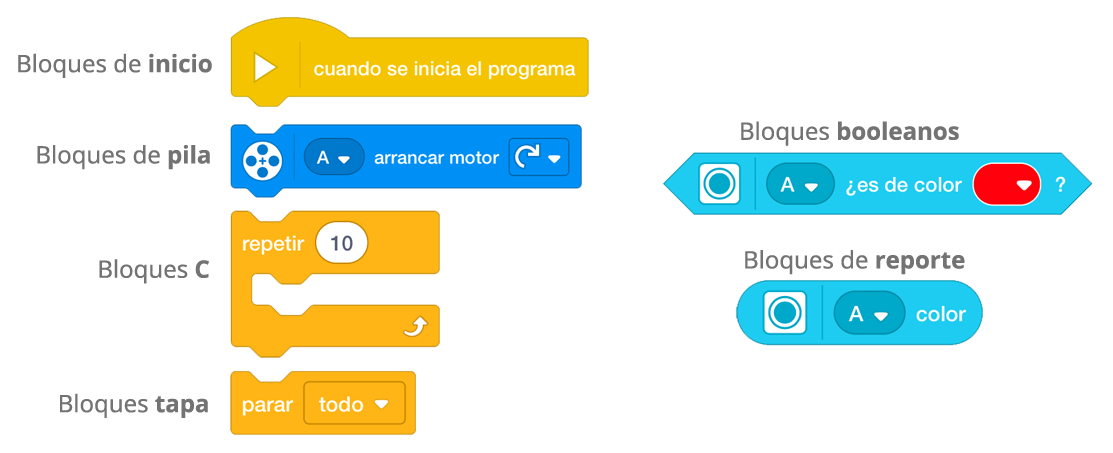 Bloques de inicio
cuando se inicia el programa
Bloques de pila
A arrancar motor
Bloques C
repetir 10
Bloques tapa
parar todo
Bloques booleanos
A ¿es de color ?
Bloques de reporte
A color